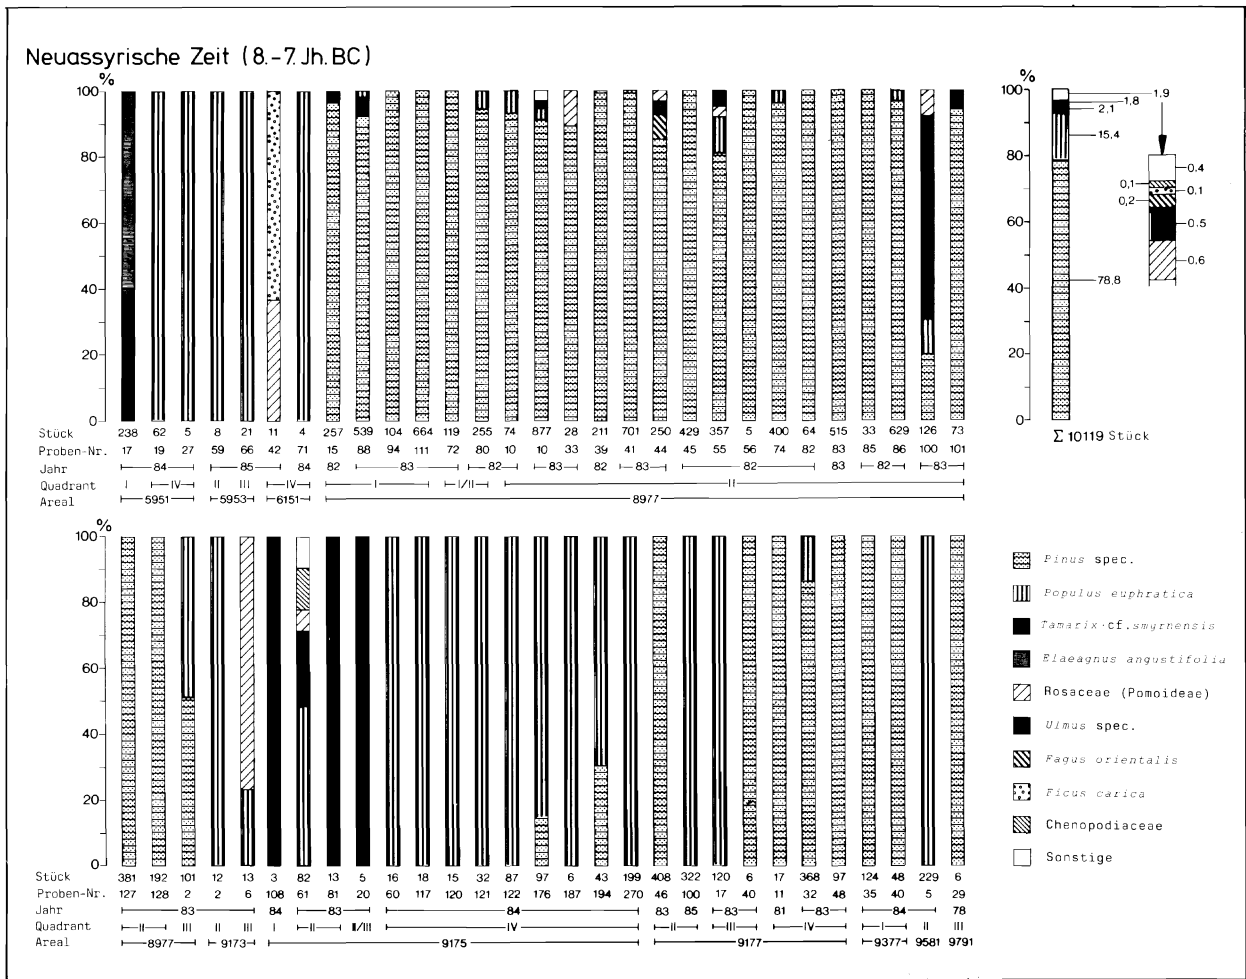 Neuassyrische Zeit (8.-7. Jh. BC)
%
100
80
60
40
20
0
Stück 238 62 5 8 21 11 4 257 539 104 664 119 255 74 877 28 211 701 250 429 357 5 400 64 515 33 629 126 73
Proben-Nr. 17 19 27 59 66 42 71 15 88 94 111 72 80 10 10 33 39 41 44 45 55 56 74 82 83 85 86 100 101
Jahr 84 85 84 82 83 82 83 82 83 82 83 82 83
Quadrant I IV II III IV I I/II II
Areal 5951 5953 6151 8977
%
100
80
60
40
20
0
1,9
1,8
2,1
15,4
78,8
0.4
0,1
0.1
0,2
0.5
0.6
Σ 10119 Stück
%
100
80
60
40
20
0
Stück 381 192 101 12 13 3 82 13 5 16 18 15 32 87 97 6 43 199 408 322 120 6 17 368 97 124 48 229 6
Proben-Nr. 127 128 2 2 6 108 61 81 20 60 117 120 121 122 176 187 194 270 46 100 17 40 11 32 48 35 40 5 29
Jahr 83 84 83 84 83 85 83 81 83 84 78
Quadrant II III II III I II II/III IV II III IV I II III
Areal 8977 9173 9175 9177 9377 9581 9791
Pinus spec.
Populus euphratica
Tamarix cf. smyrnensis
Elaeagnus angustifolia
Rosaceae (Pomoideae)
Ulmus spec.
Fagus orientalis
Ficus carica
Chenopodiaceae
Sonstige